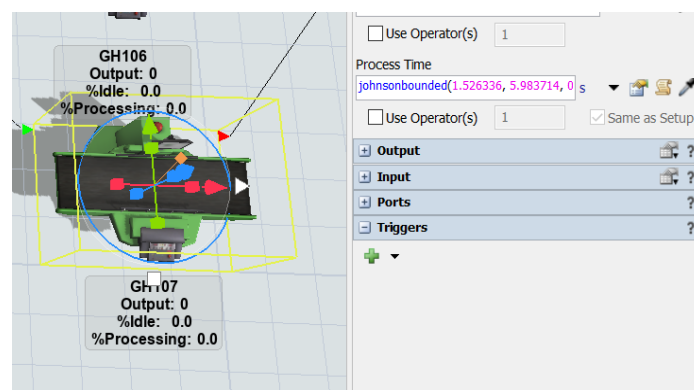 GH106
Output: 0
%Idle: 0.0
%Processing: 0.0
GH107
Output: 0
%Idle: 0.0
%Processing: 0.0
Use Operator(s) 1
Process Time
johnsonbounded(1.526336, 5.983714, 0 s
Use Operator(s) 1 Same as Setup
Output ?
Input ?
Ports ?
Triggers ?